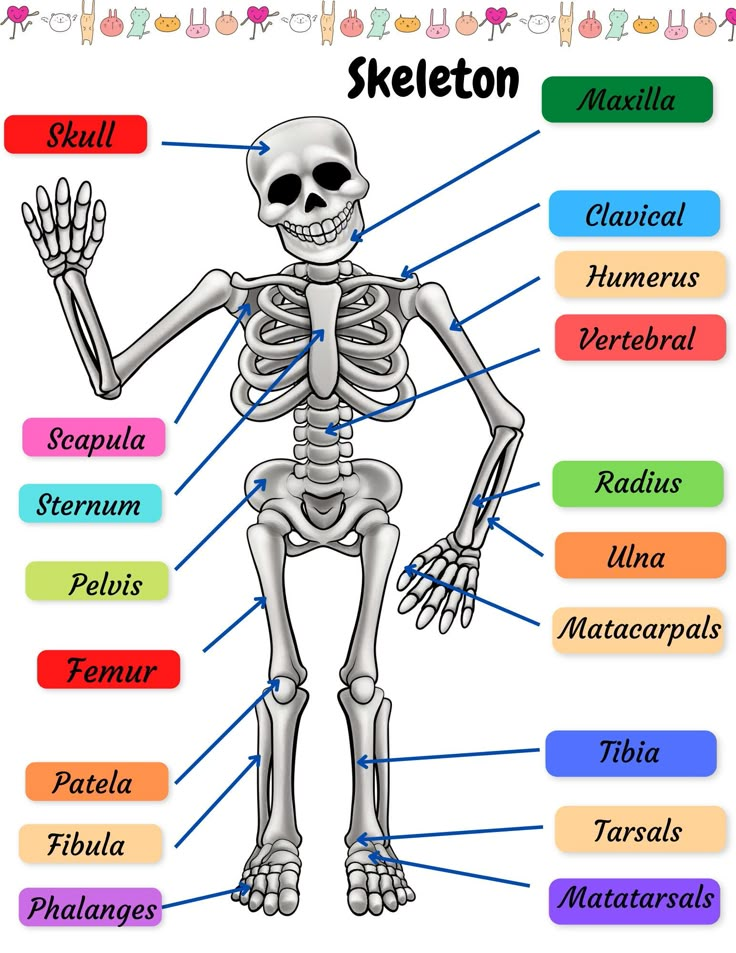 Skeleton
Maxilla
Skull
Clavical
Humerus
Vertebral
Scapula
Radius
Sternum
Ulna
Pelvis
Matacarpals
Femur
Tibia
Patela
Tarsals
Fibula
Matatarsals
Phalanges